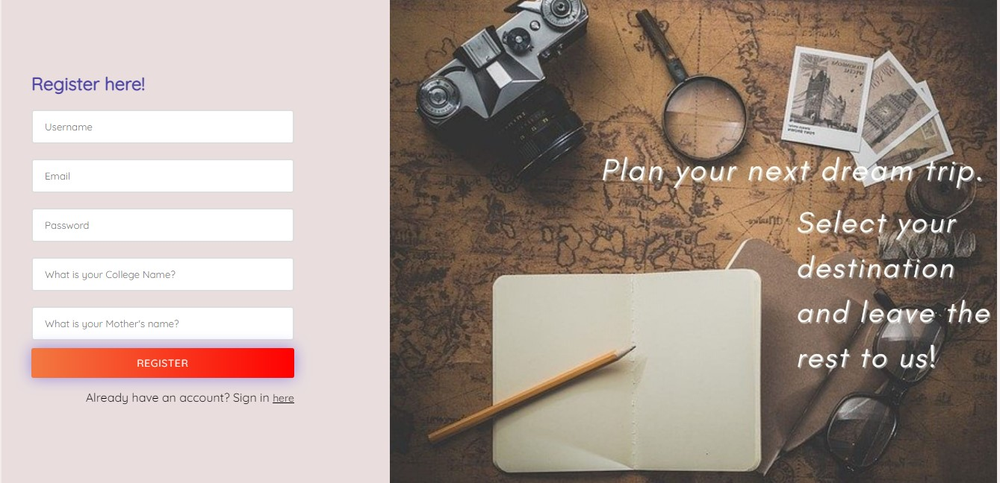 Register here!
Username
Email
Password
What is your College Name?
What is your Mother's name?
REGISTER
Already have an account? Sign in here
Plan your next dream trip.
Select your
destination
and leave the
rest to us!